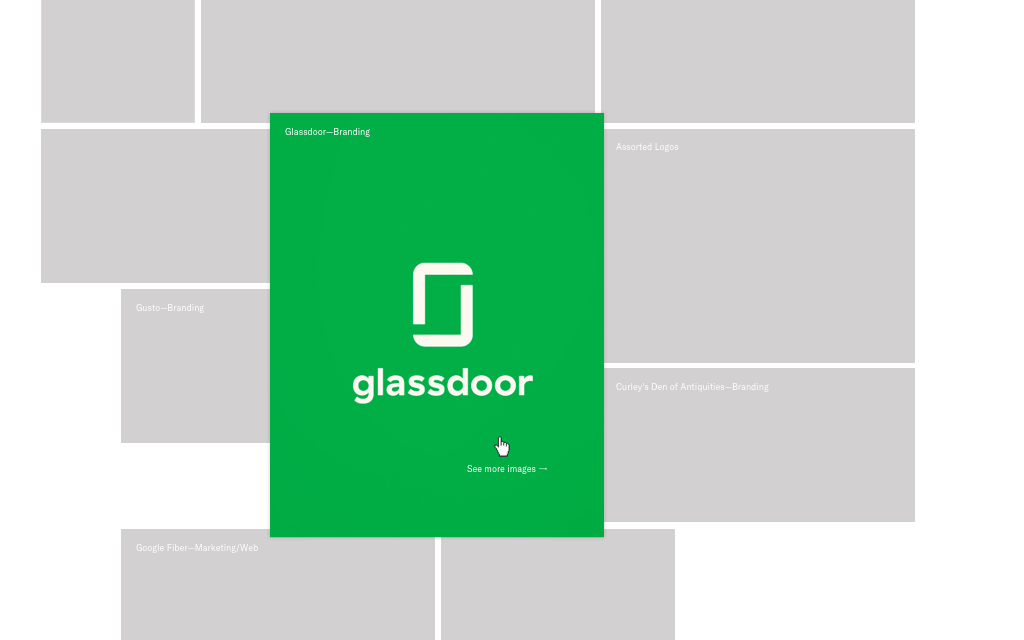 Glassdoor—Branding
Assorted Logos
Gusto—Branding
glassdoor
Curley's Den of Antiquities—Branding
See more images →
Google Fiber—Marketing/Web